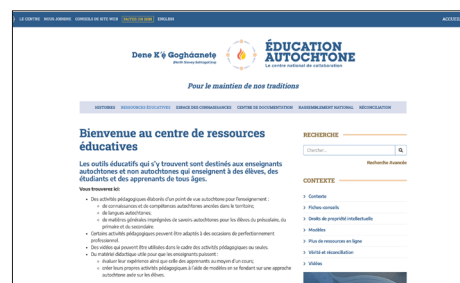 LE CENTRE NOUS JOINDRE CONSEILS DE SITE WEB FAITES UN DON ENGLISH ACCUEIL
Dene K'ę́ Gogháanetę
ÉDUCATION
AUTOCHTONE
Le centre national de collaboration
Pour le maintien de nos traditions
HISTOIRES RESSOURCES ÉDUCATIVES ESPACE DES CONNAISSANCES CENTRE DE DOCUMENTATION RASSEMBLEMENT NATIONAL RÉCONCILIATION
Bienvenue au centre de ressources
éducatives
Les outils éducatifs qui s'y trouvent sont destinés aux enseignants
autochtones et non autochtones qui enseignent à des élèves, des
étudiants et des apprenants de tous âges.
Vous trouverez ici:
• Des activités pédagogiques élaborés d'un point de vue autochtone pour l'enseignement :
de connaissances et de compétences autochtones ancrées dans le territoire;
de langues autochtones;
de matières générales imprégnées de savoirs autochtones pour les élèves du préscolaire, du
primaire et du secondaire.
• Certains activités pédagogiques peuvent être adaptés à des occasions de perfectionnement
professionnel.
• Des vidéos qui peuvent être utilisées dans le cadre des activités pédagogiques ou seules.
• Du matériel didactique utile pour que les enseignants puissent :
évaluer leur expérience ainsi que celle des apprenants au moyen d'un cours;
créer leurs propres activités pédagogiques à l'aide de modèles en se fondant sur une approche
autochtone axée sur les élèves.
RECHERCHE
Chercher...
Recherche Avancée
CONTEXTE
> Contexte
> Fiches-conseils
> Droits de propriété intellectuelle
> Modèles
> Plus de ressources en ligne
> Vérité et réconciliation
> Vidéos